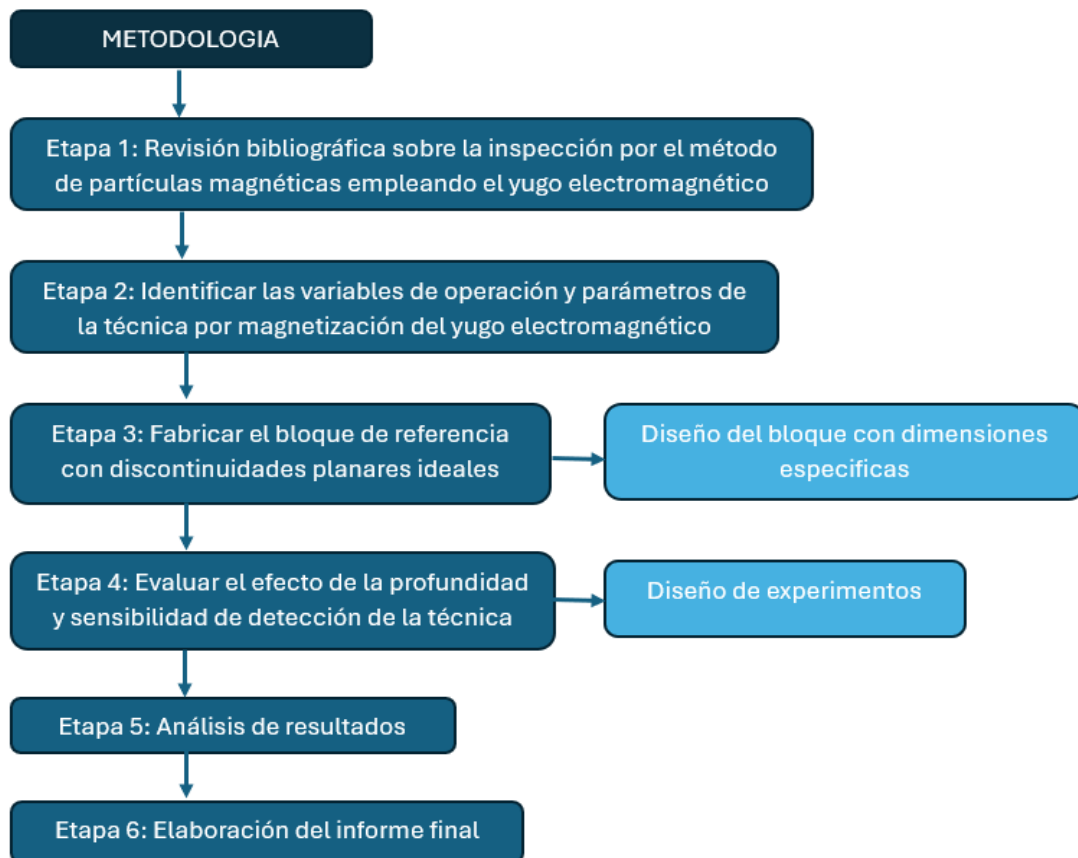 METODOLOGIA
Etapa 1: Revisión bibliográfica sobre la inspección por el método
de partículas magnéticas empleando el yugo electromagnético
Etapa 2: Identificar las variables de operación y parámetros de
la técnica por magnetización del yugo electromagnético
Etapa 3: Fabricar el bloque de referencia
con discontinuidades planares ideales
Diseño del bloque con dimensiones
especificas
Etapa 4: Evaluar el efecto de la profundidad
y sensibilidad de detección de la técnica
Diseño de experimentos
Etapa 5: Análisis de resultados
Etapa 6: Elaboración del informe final